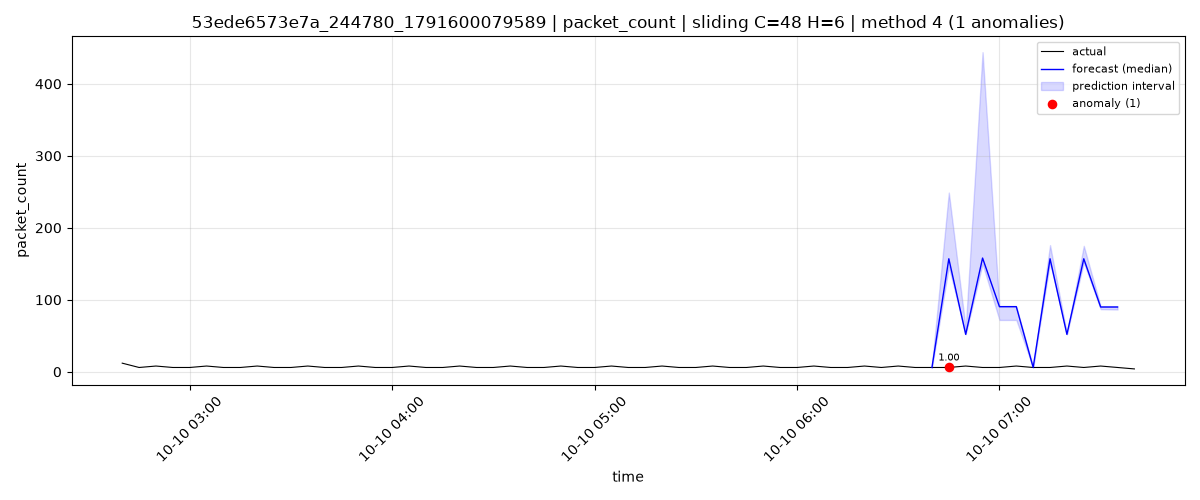 53ede6573e7a_244780_1791600079589 | packet_count | sliding C=48 H=6 | method 4 (1 anomalies)
actual
forecast (median)
prediction interval
anomaly (1)
400
300
200
100
0
packet_count
1.00
10-10 03:00
10-10 04:00
10-10 05:00
10-10 06:00
10-10 07:00
time